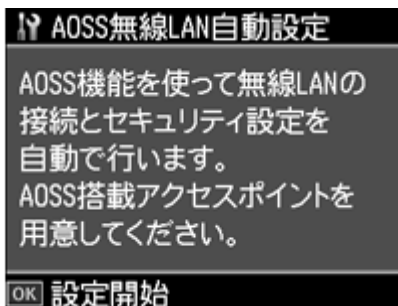 AOSS無線LAN自動設定
AOSS機能を使って無線LANの
接続とセキュリティ設定を
自動で行います。
AOSS搭載アクセスポイントを
用意してください。
OK 設定開始